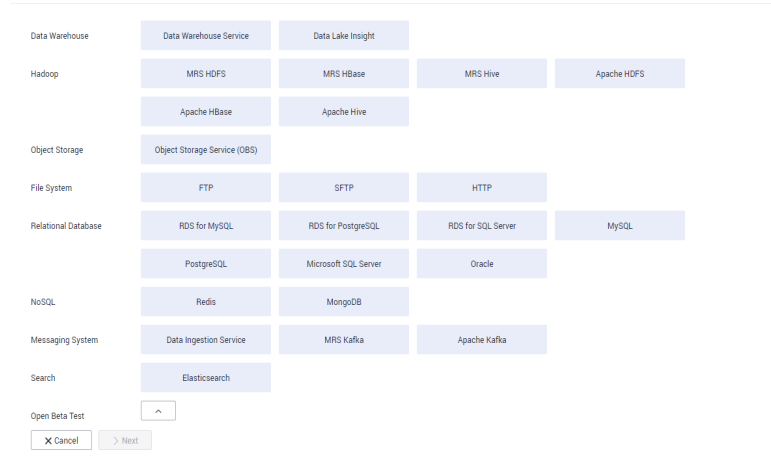 Data Warehouse Data Warehouse Service Data Lake Insight
Hadoop MRS HDFS MRS HBase MRS Hive Apache HDFS
Apache HBase Apache Hive
Object Storage Object Storage Service (OBS)
File System FTP SFTP HTTP
Relational Database RDS for MySQL RDS for PostgreSQL RDS for SQL Server MySQL
PostgreSQL Microsoft SQL Server Oracle
NoSQL Redis MongoDB
Messaging System Data Ingestion Service MRS Kafka Apache Kafka
Search Elasticsearch
Open Beta Test
Cancel Next